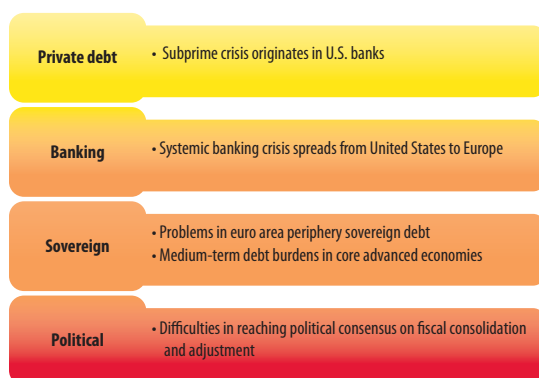 Private debt
• Subprime crisis originates in U.S. banks
Banking
• Systemic banking crisis spreads from United States to Europe
Sovereign
• Problems in euro area periphery sovereign debt
• Medium-term debt burdens in core advanced economies
Political
• Difficulties in reaching political consensus on fiscal consolidation
and adjustment